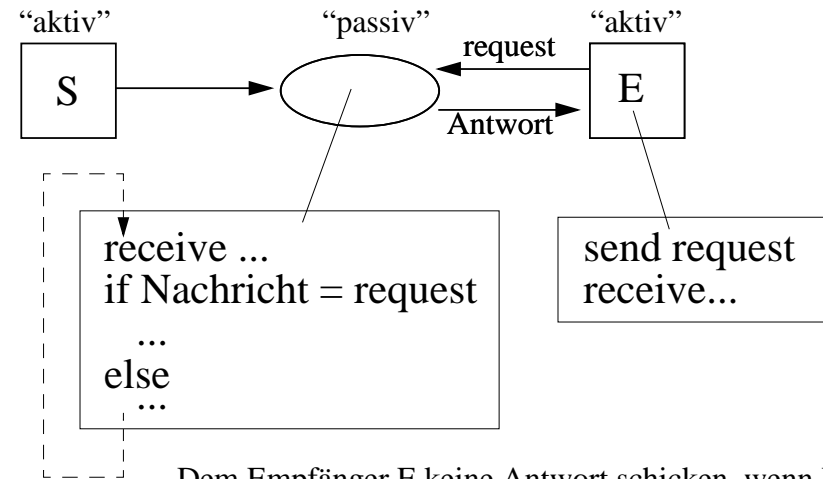 “aktiv”
“passiv”
“aktiv”
request
S
E
Antwort
receive ...
if Nachricht = request
...
else
...
send request
receive...
Dem Empfänger E keine Antwort schicken, wenn